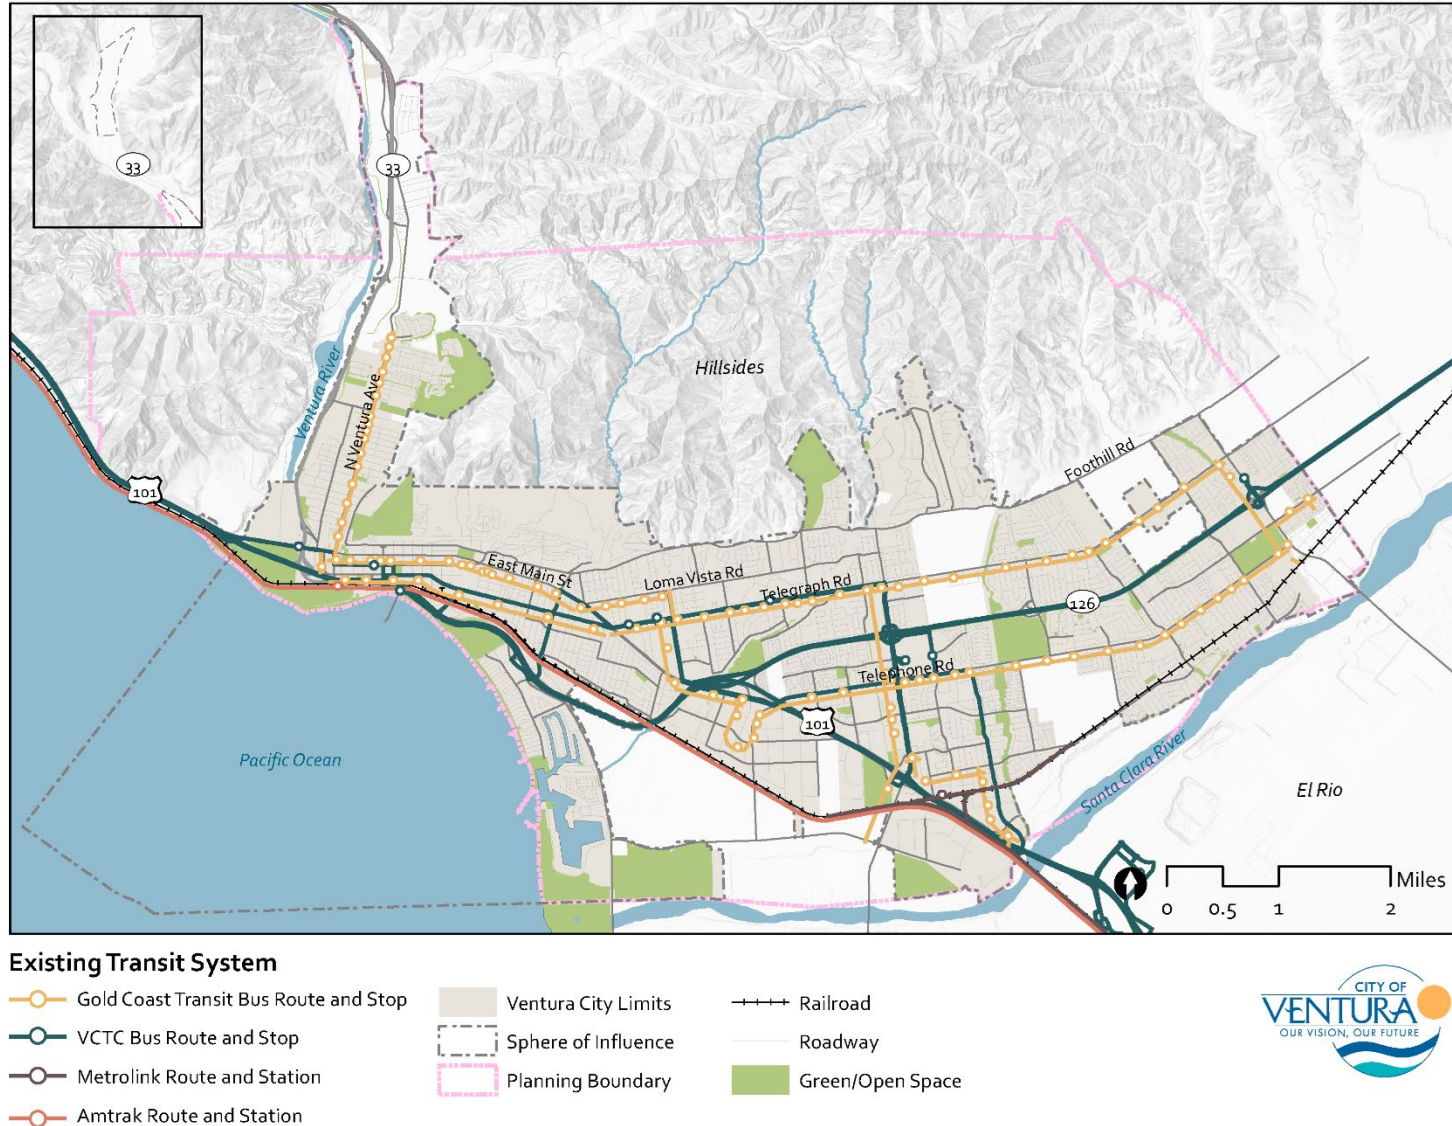 33
33
Hillsides
Ventura River
N Ventura Ave
Foothill Rd
101
East Main St
Loma Vista Rd
Telegraph Rd
126
Telephone Rd
101
Pacific Ocean
Santa Clara River
El Rio
Miles
0 0.5 1 2
Existing Transit System
Gold Coast Transit Bus Route and Stop
VCTC Bus Route and Stop
Metrolink Route and Station
Amtrak Route and Station
Ventura City Limits
Sphere of Influence
Planning Boundary
Railroad
Roadway
Green/Open Space
CITY OF
VENTURA
OUR VISION, OUR FUTURE